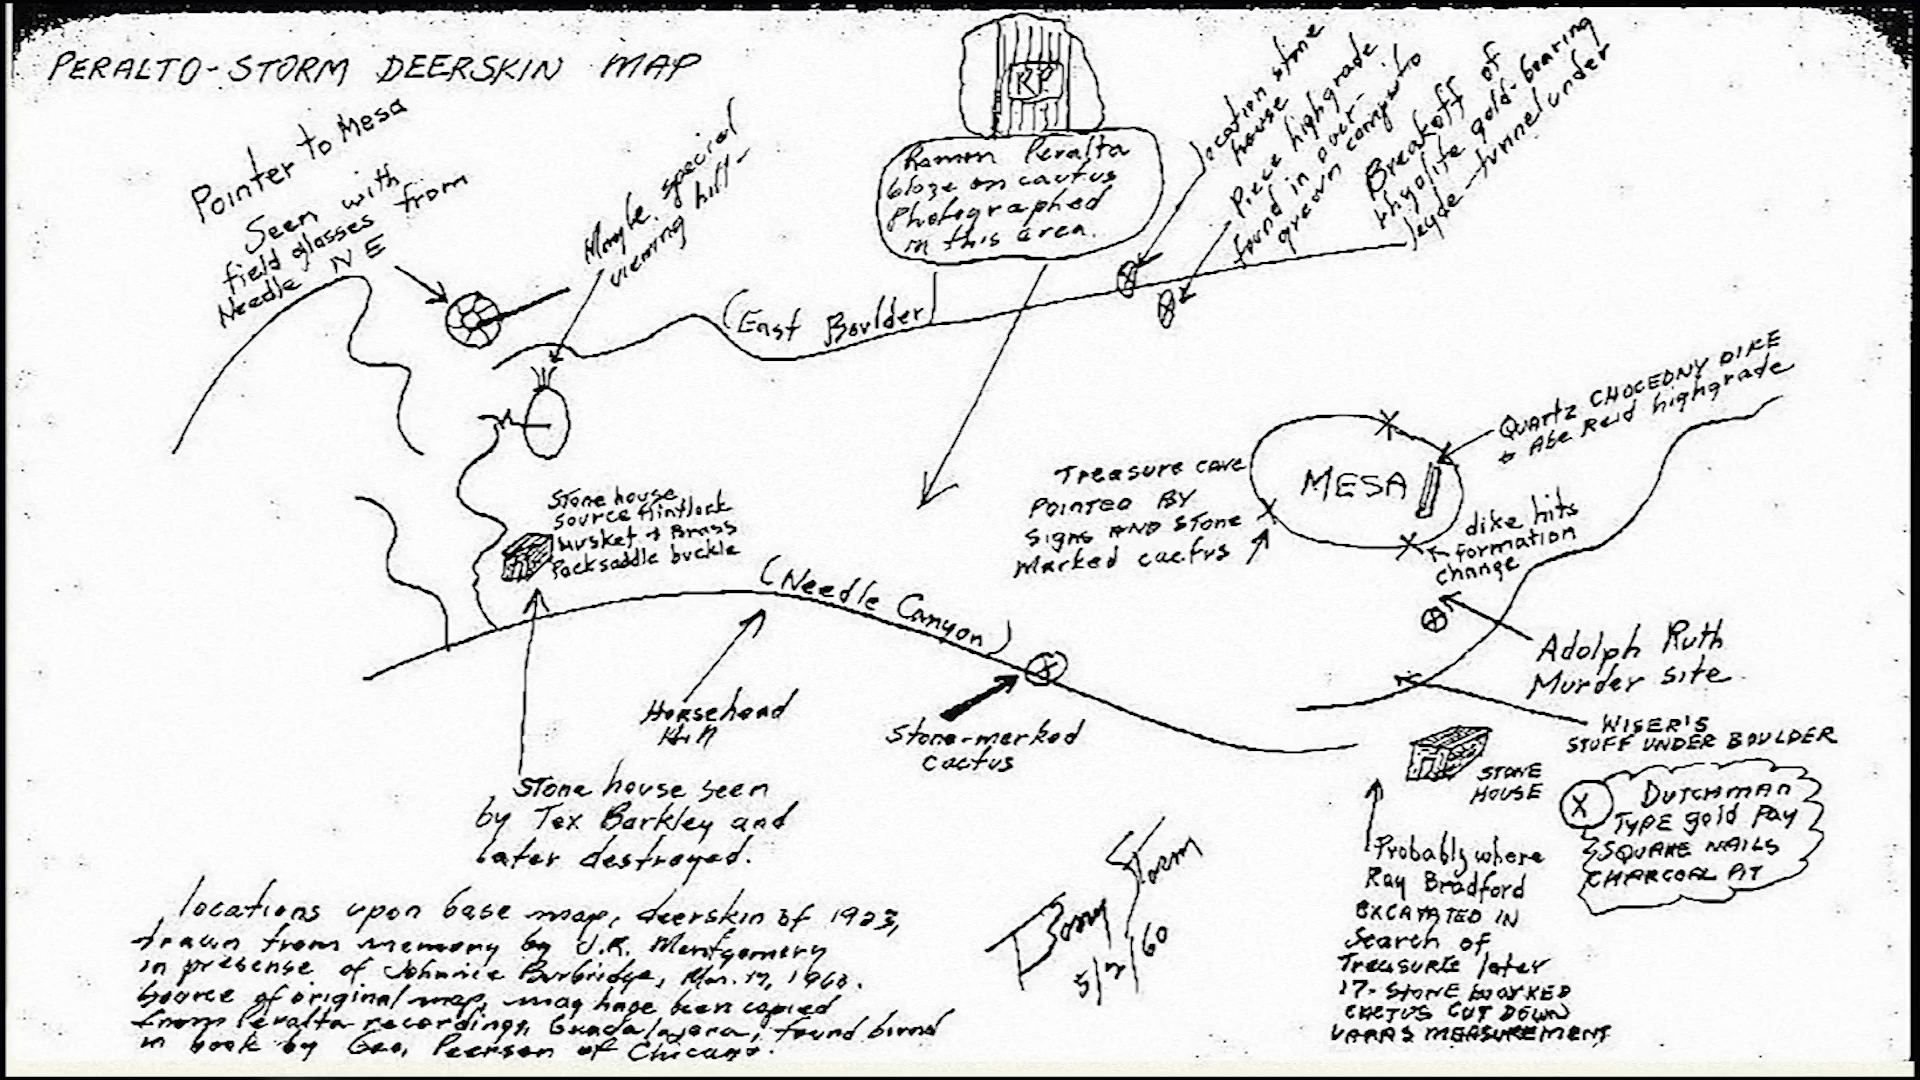 PERALTO-STORM DEERSKIN MAP
Pointer to Mesa
Seen with
field glasses from
Needle NE
Maybe special
viewing hill-
RP
Ramon Peralta
blaze on cactus
Photographed
in this area.
location stone
house
Piece highgrade
found in over-
grown campsite
Breakoff of
rhyolite gold-bearing
tunnel under
(East Boulder)
Quartz CHOCEDNY DIKE
& Abe Reid highgrade
MESA
Treasure cave
POINTED BY
SIGNS AND STONE
Marked cactus
dike hits
formation
change
Stone house
source flintlock
Musket & Brass
Packsaddle buckle
(Needle Canyon)
Adolph Ruth
Murder site
WISER'S
STUFF UNDER BOULDER
Horsehead
Hill
Stone-marked
cactus
STONE
HOUSE
X
DUTCHMAN
TYPE gold Pay
SQUARE NAILS
CHARCOAL PIT
Stone house seen
by Tex Barkley and
later destroyed.
Probably where
Ray Bradford
EXCAVATED IN
Search of
TREASURE later
17- STONE
CACTUS CUT DOWN
VARAS MEASUREMENT
Barry Storm
locations upon base map, deerskin of 1923,
drawn from memory by J.R. Montgomery
in presense of Johnnie Burbridge, Mar. 17, 1960.
Source of original map, may have been copied
from Peralta recordings, Guadalajara, found bound
in book by Geo. Peerson of Chicago.